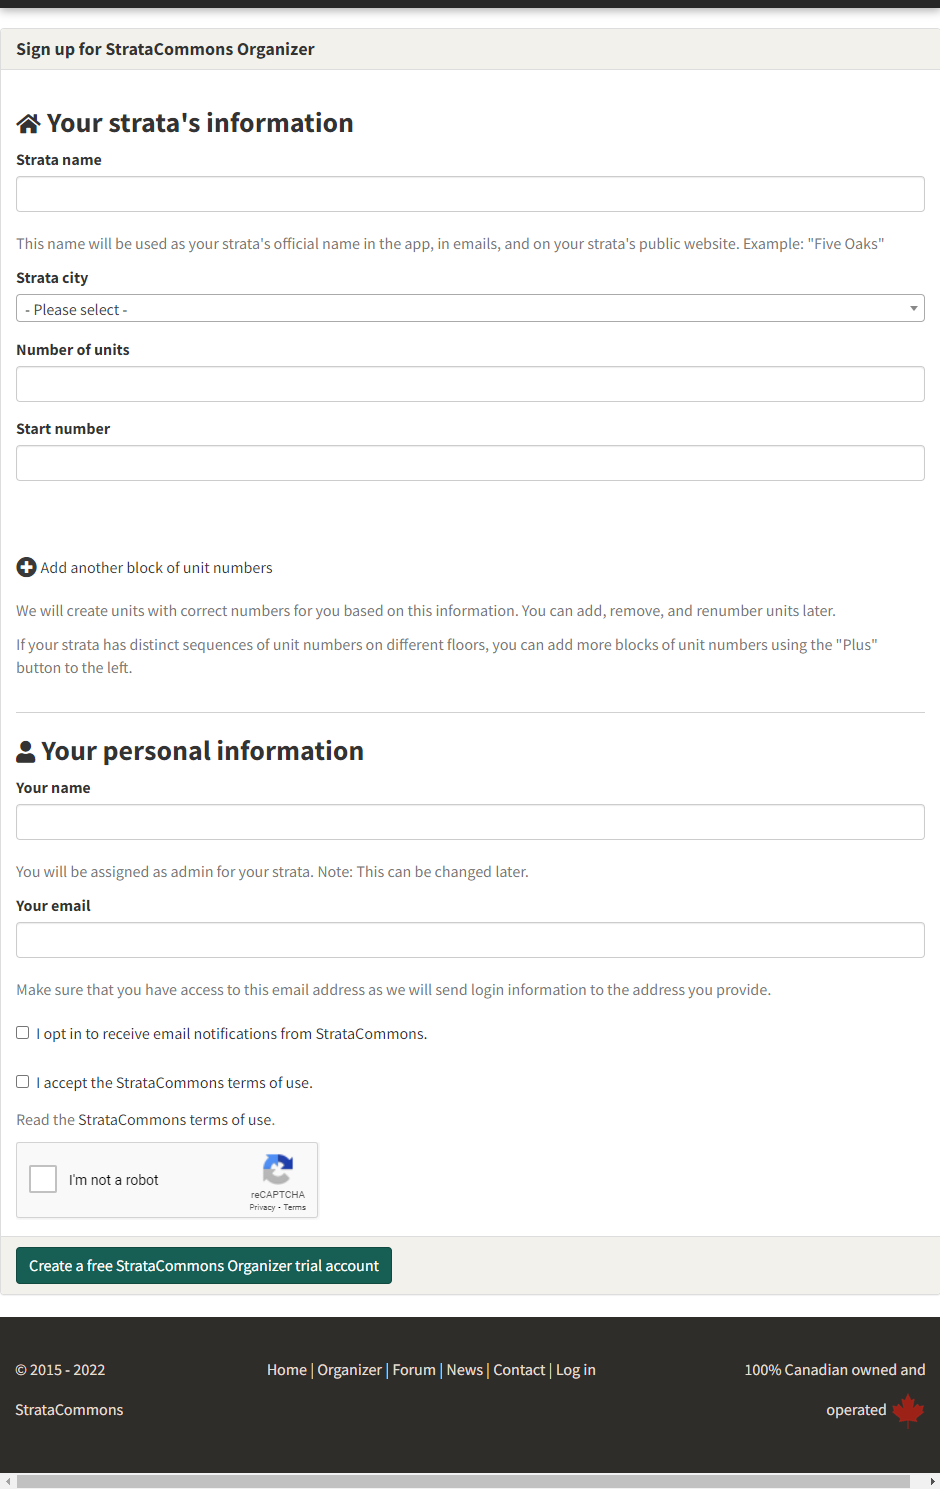 Sign up for StrataCommons Organizer
Your strata's information
Strata name
This name will be used as your strata's official name in the app, in emails, and on your strata's public website. Example: "Five Oaks"
Strata city
- Please select -
Number of units
Start number
Add another block of unit numbers
We will create units with correct numbers for you based on this information. You can add, remove, and renumber units later.
If your strata has distinct sequences of unit numbers on different floors, you can add more blocks of unit numbers using the "Plus"
button to the left.
Your personal information
Your name
You will be assigned as admin for your strata. Note: This can be changed later.
Your email
Make sure that you have access to this email address as we will send login information to the address you provide.
I opt in to receive email notifications from StrataCommons.
I accept the StrataCommons terms of use.
Read the StrataCommons terms of use.
I'm not a robot
reCAPTCHA
Privacy - Terms
Create a free StrataCommons Organizer trial account
© 2015 - 2022
StrataCommons
Home | Organizer | Forum | News | Contact | Log in
100% Canadian owned and
operated